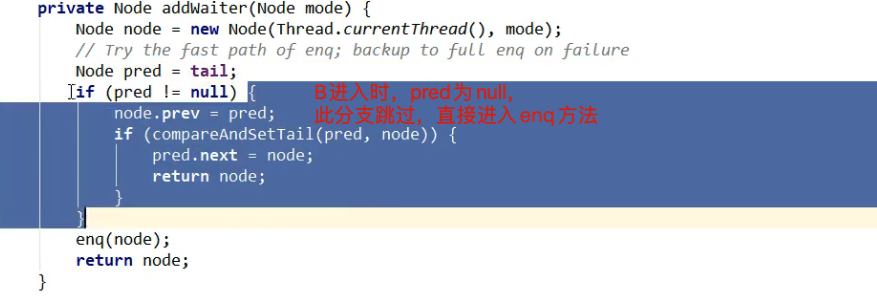 private Node addWaiter(Node mode) {
Node node = new Node(Thread.currentThread(), mode);
// Try the fast path of enq; backup to full enq on failure
Node pred = tail;
if (pred != null) { B进入时，pred为null，
node.prev = pred; 此分支跳过，直接进入enq方法
if (compareAndSetTail(pred, node)) {
pred.next = node;
return node;
}
}
enq(node);
return node;
}